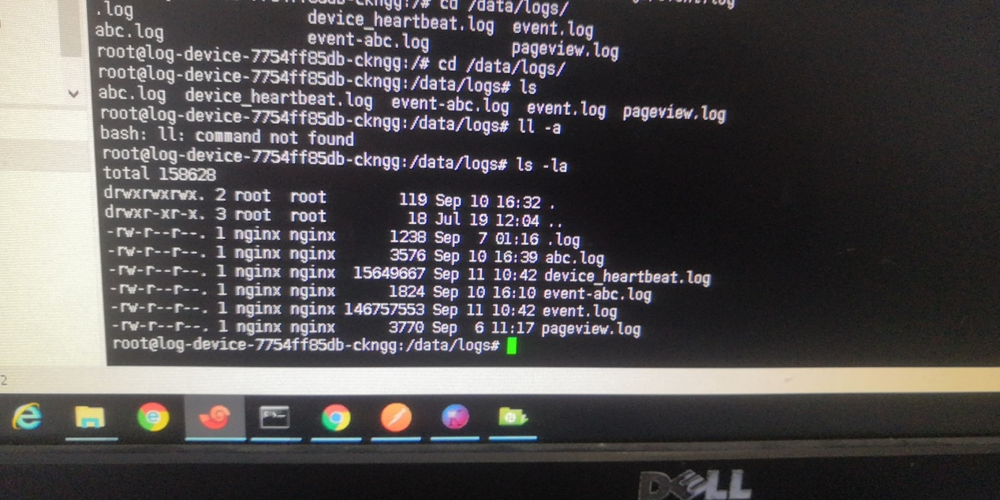 cd /data/logs/
.log device_heartbeat.log event.log
abc.log event-abc.log pageview.log
root@log-device-7754ff85db-ckngg:/# cd /data/logs/
root@log-device-7754ff85db-ckngg:/data/logs# ls
abc.log device_heartbeat.log event-abc.log event.log pageview.log
root@log-device-7754ff85db-ckngg:/data/logs# ll -a
bash: ll: command not found
root@log-device-7754ff85db-ckngg:/data/logs# ls -la
total 158628
drwxrwxrwx. 2 root root 119 Sep 10 16:32 .
drwxr-xr-x. 3 root root 18 Jul 19 12:04 ..
-rw-r--r--. 1 nginx nginx 1238 Sep 7 01:16 .log
-rw-r--r--. 1 nginx nginx 3576 Sep 10 16:39 abc.log
-rw-r--r--. 1 nginx nginx 15649667 Sep 11 10:42 device_heartbeat.log
-rw-r--r--. 1 nginx nginx 1824 Sep 10 16:10 event-abc.log
-rw-r--r--. 1 nginx nginx 146757553 Sep 11 10:42 event.log
-rw-r--r--. 1 nginx nginx 3770 Sep 6 11:17 pageview.log
root@log-device-7754ff85db-ckngg:/data/logs#
2
DELL